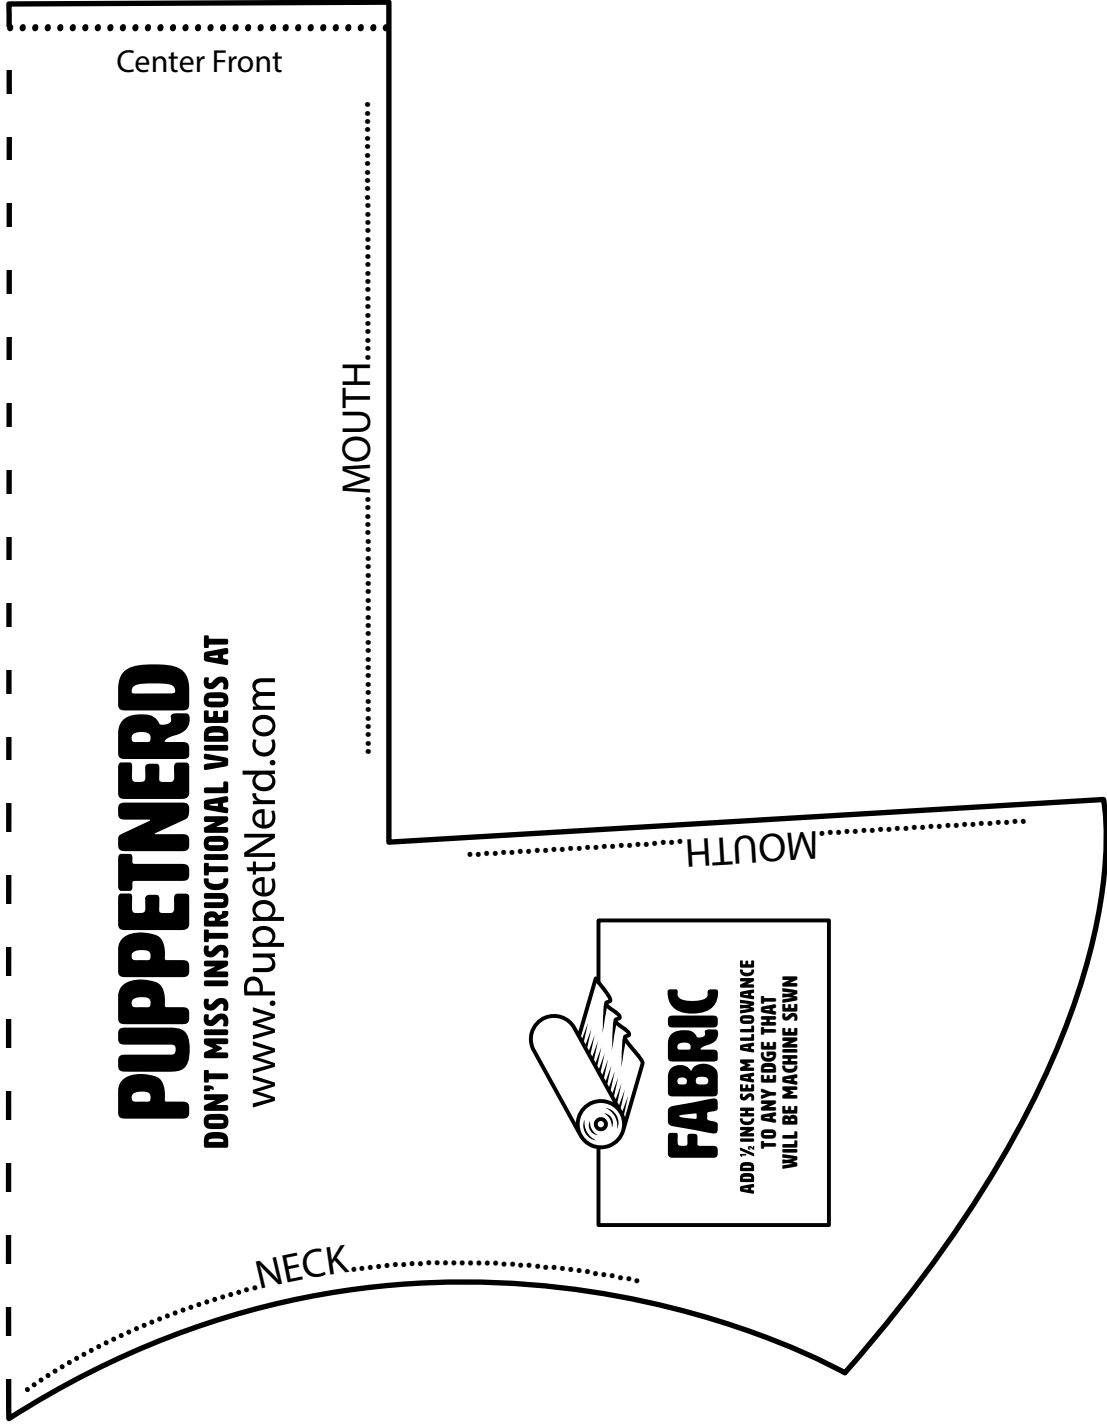 Center Front
MOUTH
PUPPETNERD
DON'T MISS INSTRUCTIONAL VIDEOS AT
www.PuppetNerd.com
MOUTH
FABRIC
ADD ½ INCH SEAM ALLOWANCE
TO ANY EDGE THAT
WILL BE MACHINE SEWN
NECK